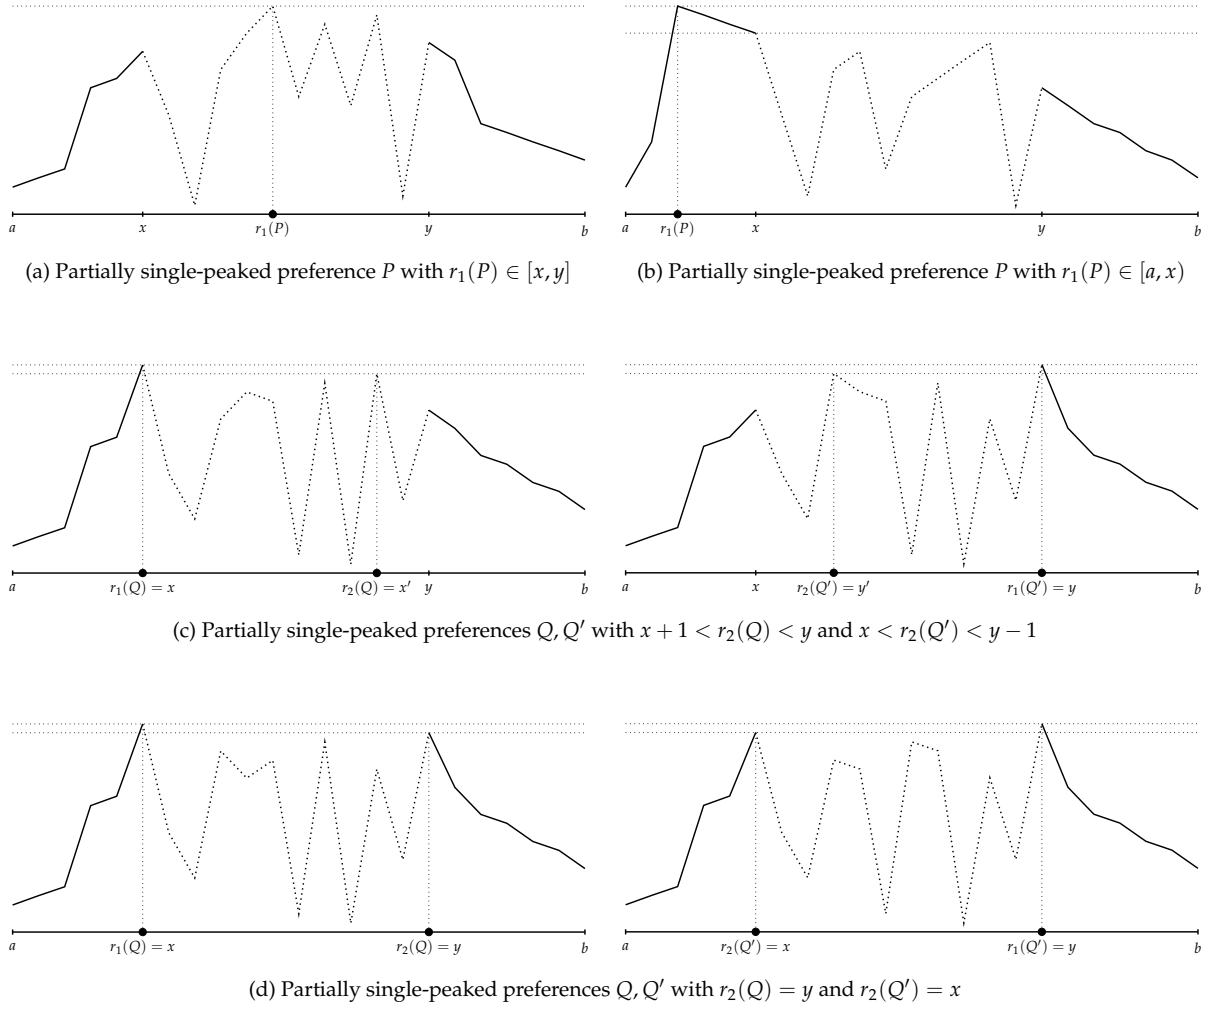 a x r₁(P) y b
a r₁(P) x y b
(a) Partially single-peaked preference P with r₁(P) ∈ [x, y]
(b) Partially single-peaked preference P with r₁(P) ∈ [a, x)
a r₁(Q) = x r₂(Q) = x′ y b
a x r₂(Q′) = y′ r₁(Q′) = y b
(c) Partially single-peaked preferences Q, Q′ with x + 1 < r₂(Q) < y and x < r₂(Q′) < y − 1
a r₁(Q) = x r₂(Q) = y b
a r₂(Q′) = x r₁(Q′) = y b
(d) Partially single-peaked preferences Q, Q′ with r₂(Q) = y and r₂(Q′) = x